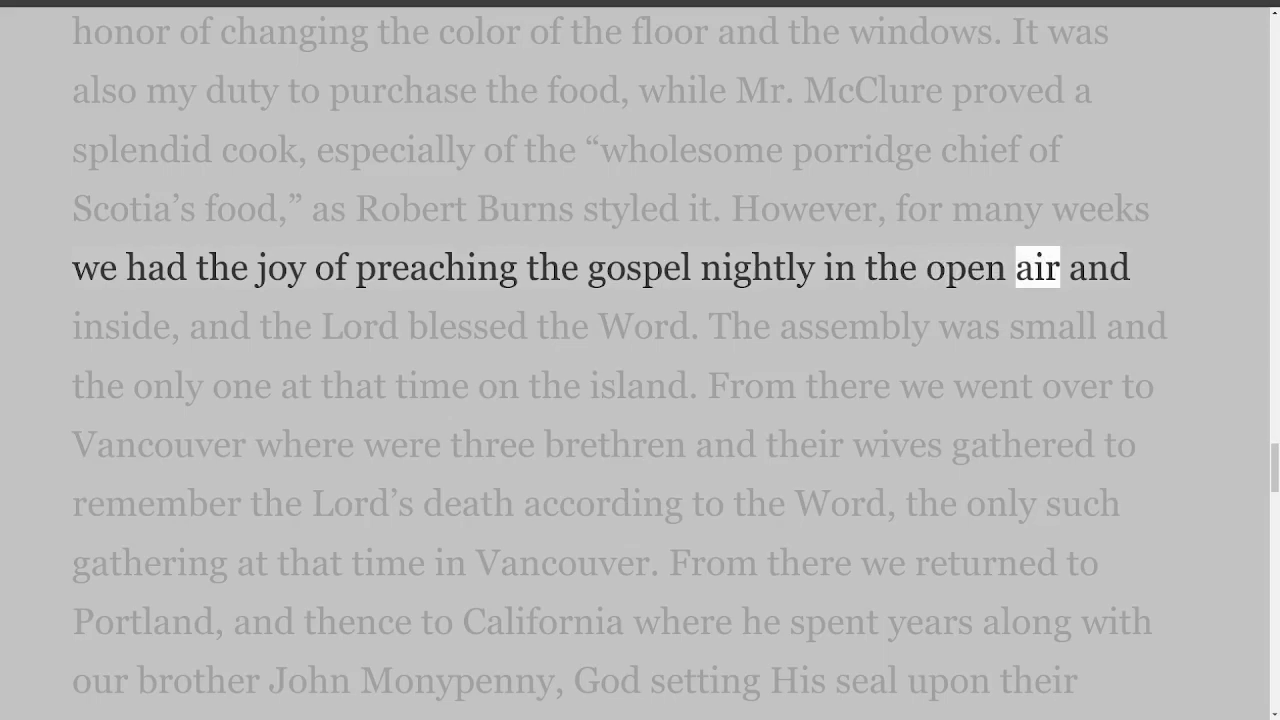 honor of changing the color of the floor and the windows. It was
also my duty to purchase the food, while Mr. McClure proved a
splendid cook, especially of the “wholesome porridge chief of
Scotia’s food,” as Robert Burns styled it. However, for many weeks
we had the joy of preaching the gospel nightly in the open air and
inside, and the Lord blessed the Word. The assembly was small and
the only one at that time on the island. From there we went over to
Vancouver where were three brethren and their wives gathered to
remember the Lord’s death according to the Word, the only such
gathering at that time in Vancouver. From there we returned to
Portland, and thence to California where he spent years along with
our brother John Monypenny, God setting His seal upon their